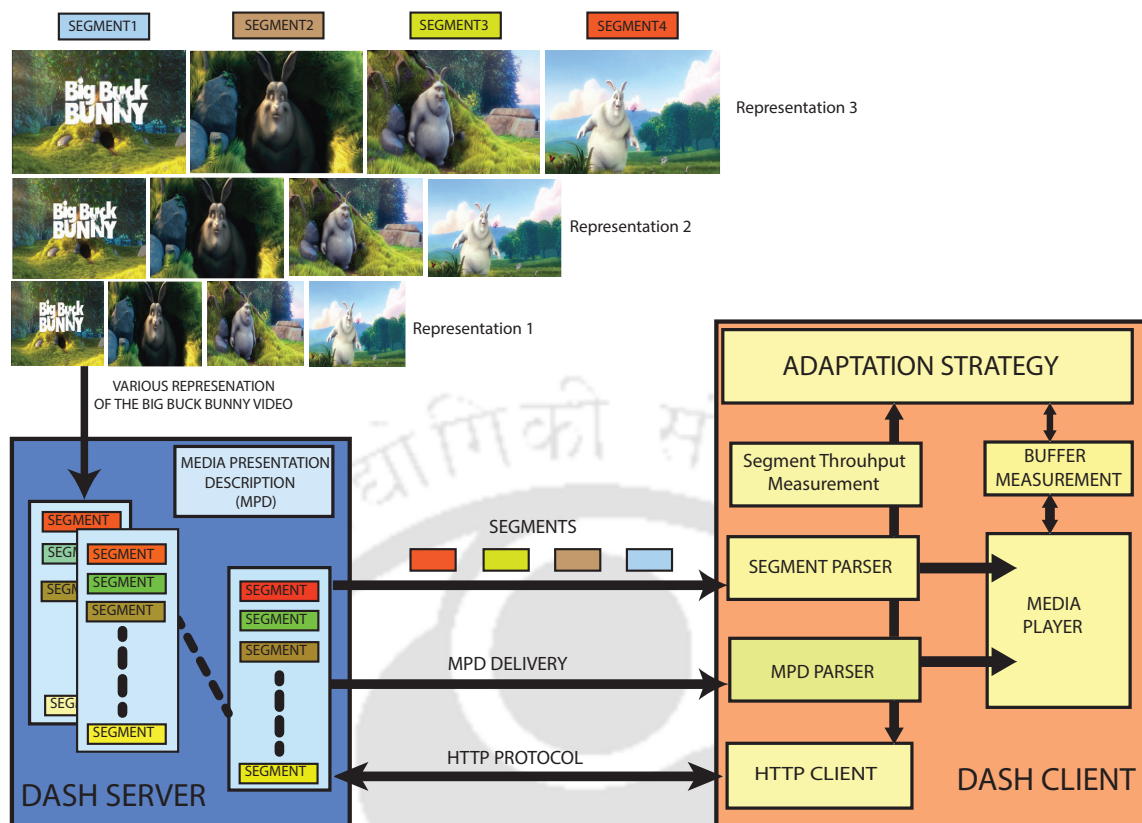 SEGMENT1
SEGMENT2
SEGMENT3
SEGMENT4
Big Buck
BUNNY
Representation 3
Big Buck
BUNNY
Representation 2
Big Buck
BUNNY
Representation 1
VARIOUS REPRESENATION
OF THE BIG BUCK BUNNY VIDEO
ADAPTATION STRATEGY
Segment Throuhput
Measurement
BUFFER
MEASUREMENT
MEDIA PRESENTATION
DESCRIPTION
(MPD)
SEGMENT
SEGM
SEGM
SEGM
SEGMENT
SEGMENT
SEGMENT
SEGMENT
SEGMENT
SEGMENT
SEGMENT
SEGMENT
SEGMENTS
SEGMENT PARSER
MEDIA
PLAYER
MPD DELIVERY
MPD PARSER
HTTP PROTOCOL
HTTP CLIENT
DASH SERVER
DASH CLIENT